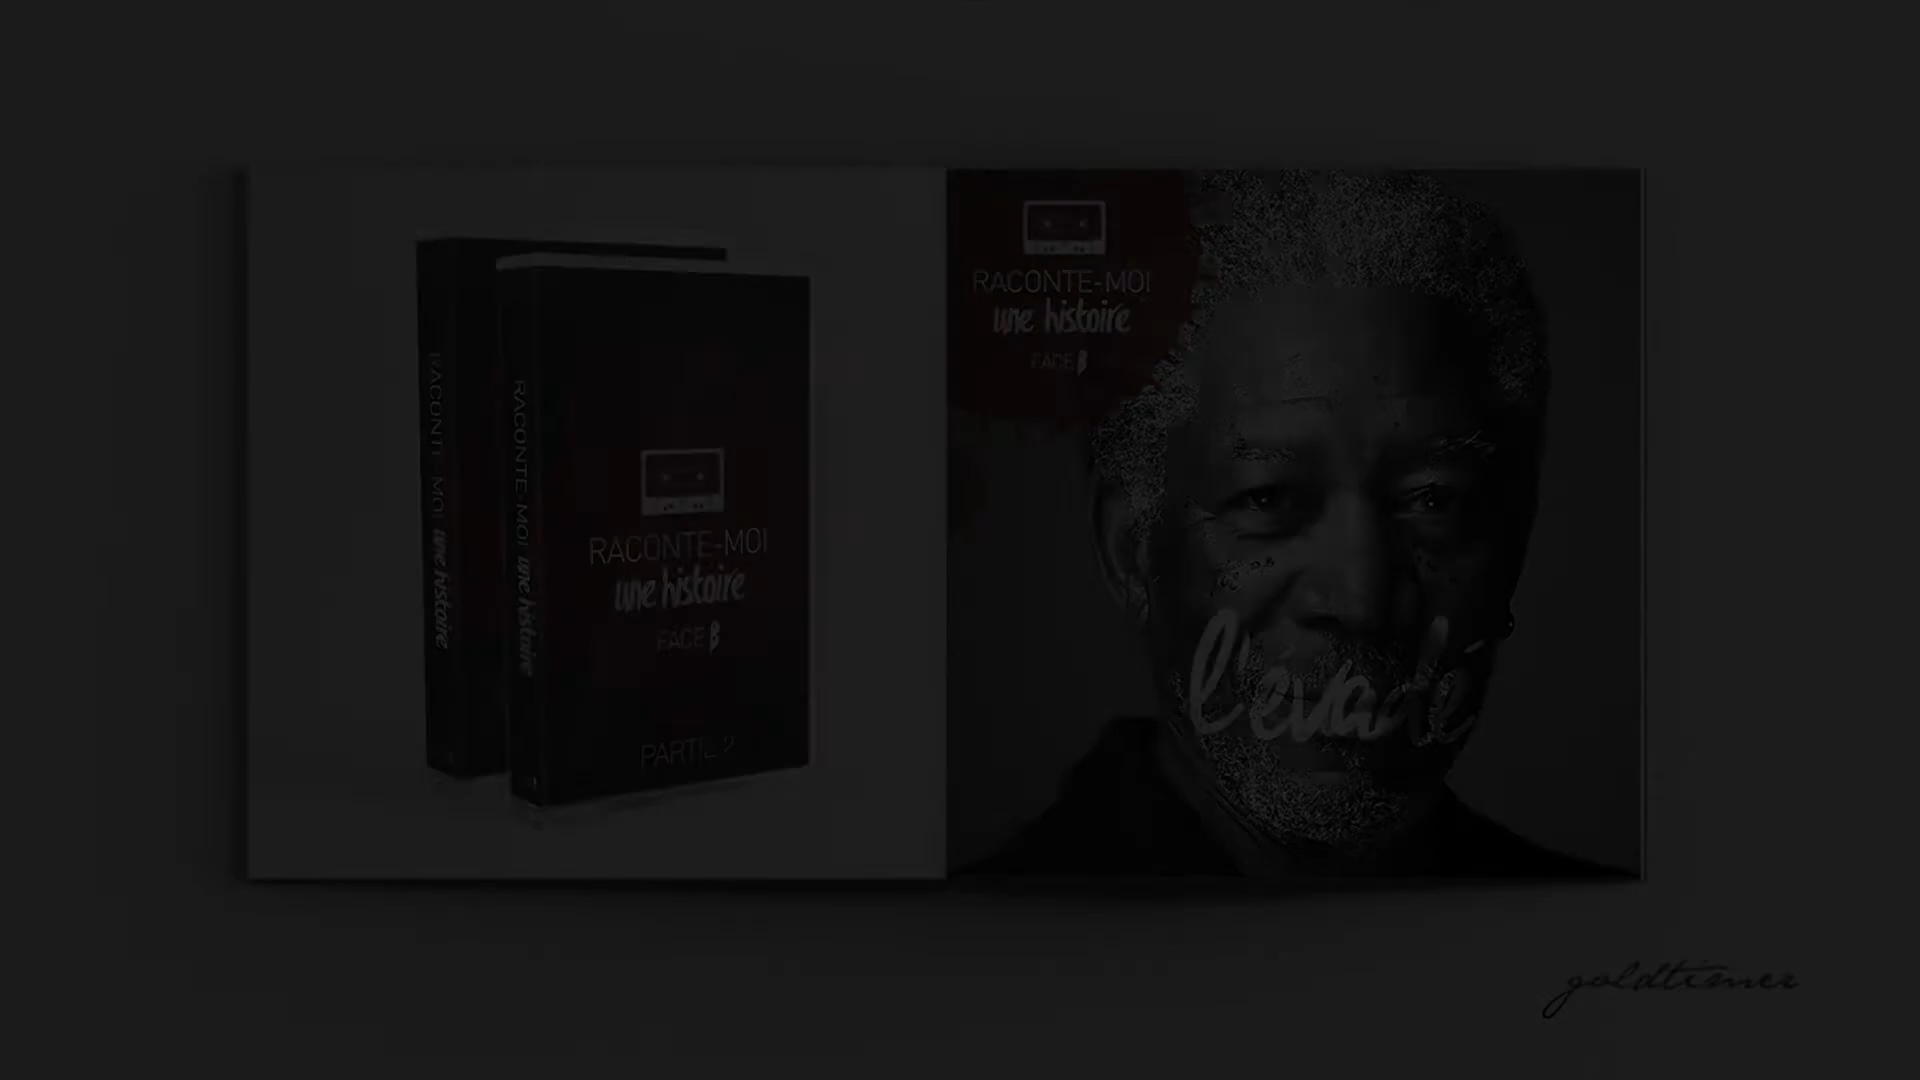 RACONTE-MOI une histoire
RACONTE-MOI une histoire
RACONTE-MOI
une histoire
FACE B
PARTIE 2
RACONTE-MOI
une histoire
FACE B
l'évadé
goldtimer